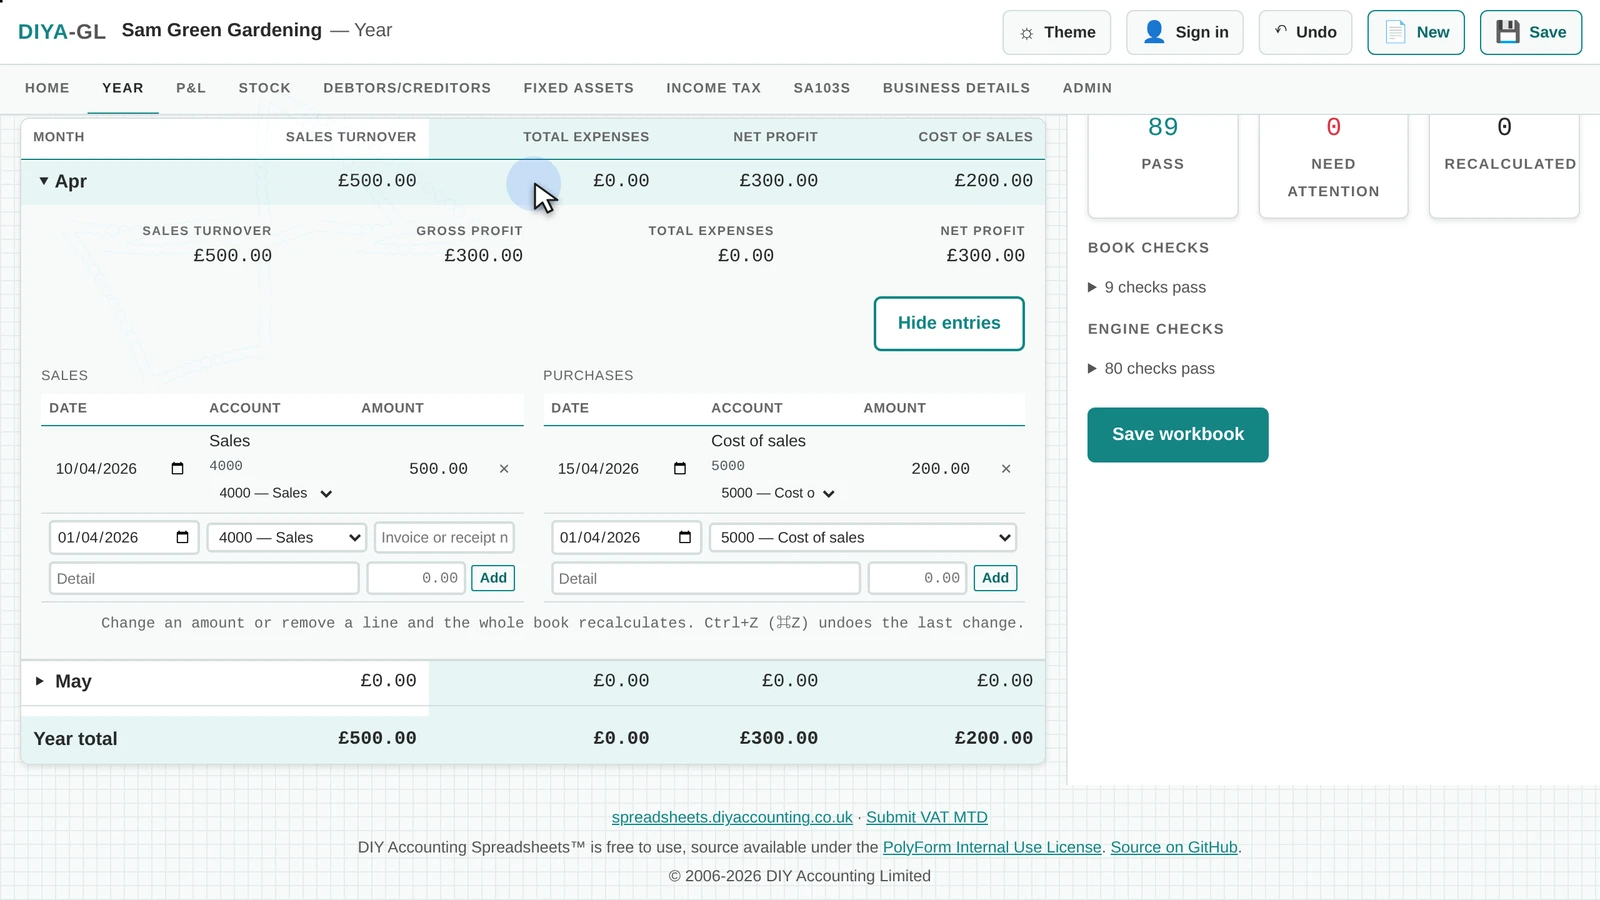 DIYA-GL Sam Green Gardening — Year
Theme
Sign in
Undo
New
Save
HOME YEAR P&L STOCK DEBTORS/CREDITORS FIXED ASSETS INCOME TAX SA103S BUSINESS DETAILS ADMIN
MONTH SALES TURNOVER TOTAL EXPENSES NET PROFIT COST OF SALES
Apr £500.00 £0.00 £300.00 £200.00
SALES TURNOVER GROSS PROFIT TOTAL EXPENSES NET PROFIT
£500.00 £300.00 £0.00 £300.00
Hide entries
SALES
DATE ACCOUNT AMOUNT
Sales
10/04/2026 4000 500.00 ×
4000 — Sales
01/04/2026 4000 — Sales Invoice or receipt n
Detail 0.00 Add
PURCHASES
DATE ACCOUNT AMOUNT
Cost of sales
15/04/2026 5000 200.00 ×
5000 — Cost o
01/04/2026 5000 — Cost of sales
Detail 0.00 Add
Change an amount or remove a line and the whole book recalculates. Ctrl+Z (⌘Z) undoes the last change.
May £0.00 £0.00 £0.00 £0.00
Year total £500.00 £0.00 £300.00 £200.00
89 0 0
PASS NEED ATTENTION RECALCULATED
BOOK CHECKS
9 checks pass
ENGINE CHECKS
80 checks pass
Save workbook
spreadsheets.diyaccounting.co.uk · Submit VAT MTD
DIY Accounting Spreadsheets™ is free to use, source available under the PolyForm Internal Use License. Source on GitHub.
© 2006-2026 DIY Accounting Limited